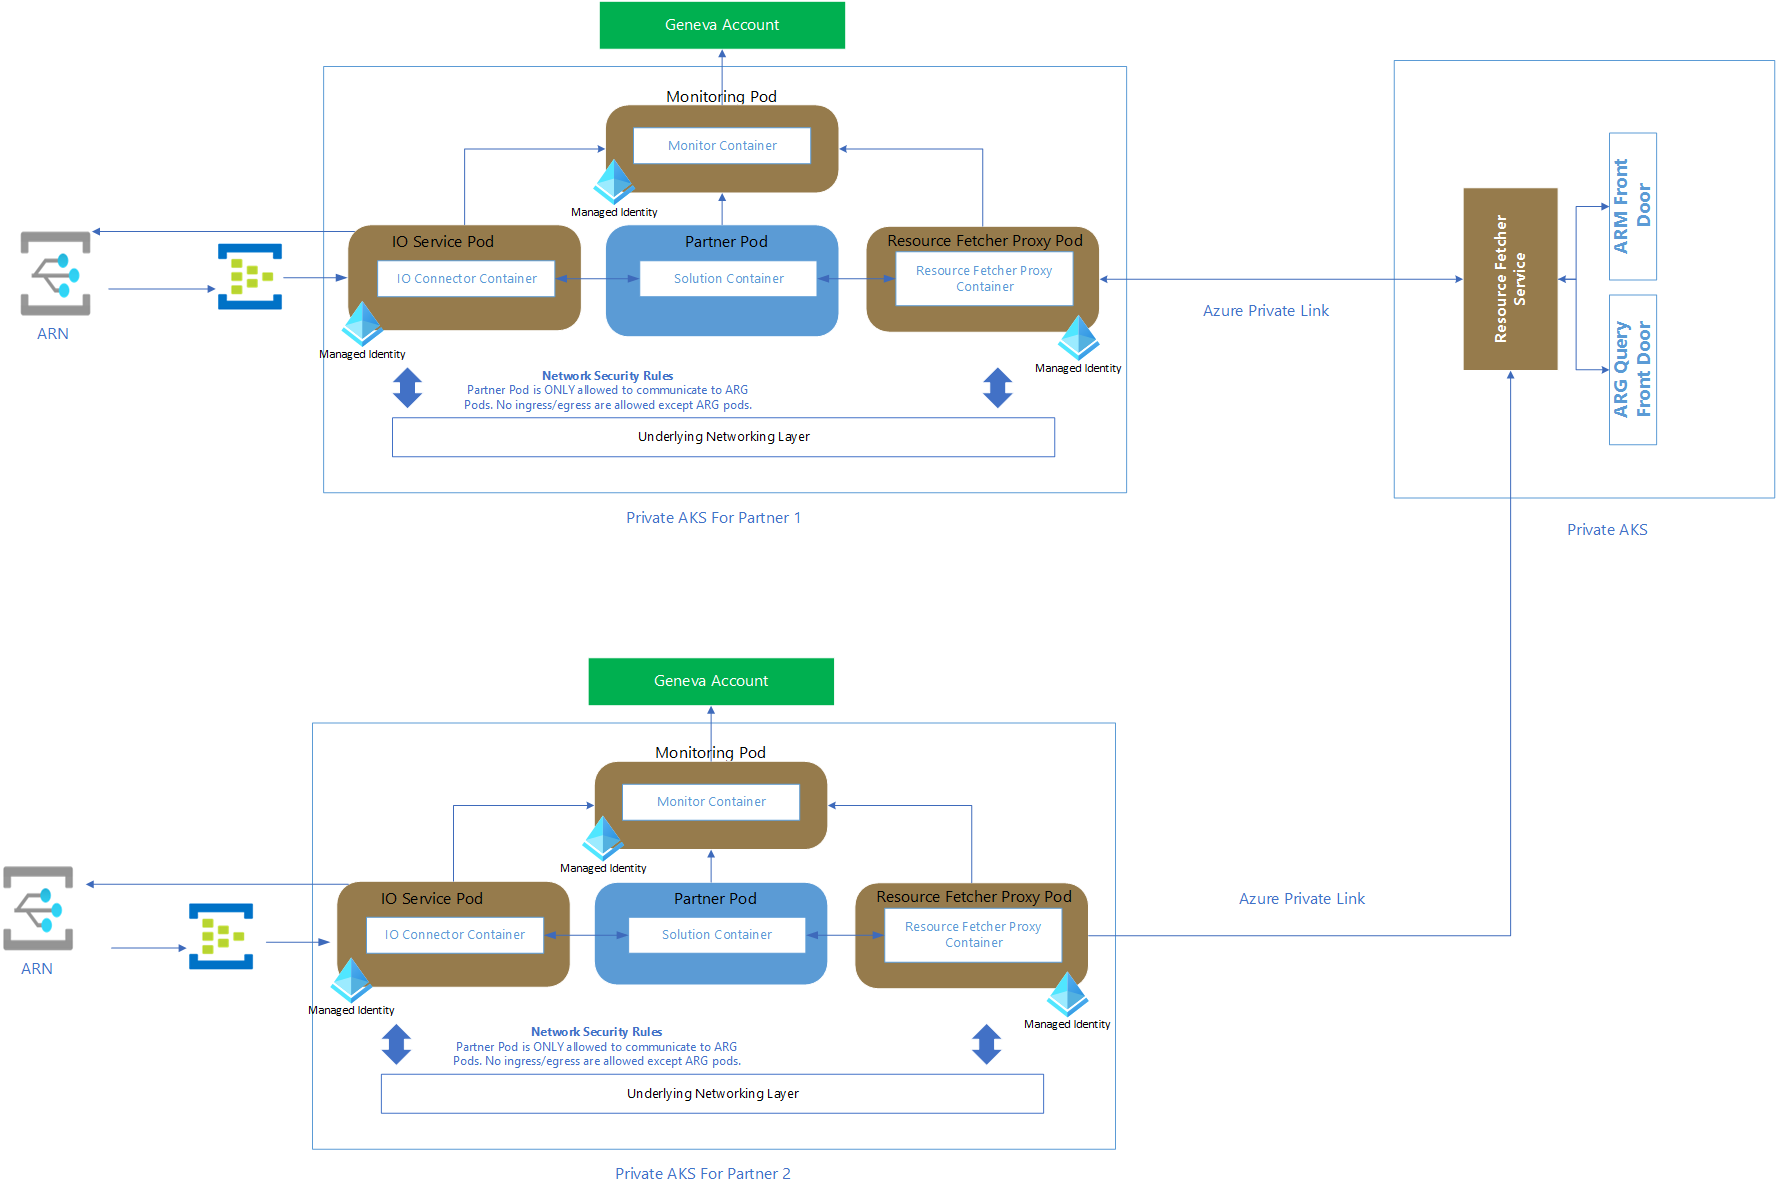 Geneva Account
Monitoring Pod
Monitor Container
Managed Identity
IO Service Pod
IO Connector Container
Managed Identity
Partner Pod
Solution Container
Resource Fetcher Proxy Pod
Resource Fetcher Proxy
Container
Managed Identity
ARN
Network Security Rules
Partner Pod is ONLY allowed to communicate to ARG
Pods. No ingress/egress are allowed except ARG pods.
Underlying Networking Layer
Private AKS For Partner 1
Azure Private Link
Resource Fetcher
Service
ARM Front
Door
ARG Query
Front Door
Private AKS
Geneva Account
Monitoring Pod
Monitor Container
Managed Identity
IO Service Pod
IO Connector Container
Managed Identity
Partner Pod
Solution Container
Resource Fetcher Proxy Pod
Resource Fetcher Proxy
Container
Managed Identity
ARN
Network Security Rules
Partner Pod is ONLY allowed to communicate to ARG
Pods. No ingress/egress are allowed except ARG pods.
Underlying Networking Layer
Private AKS For Partner 2
Azure Private Link